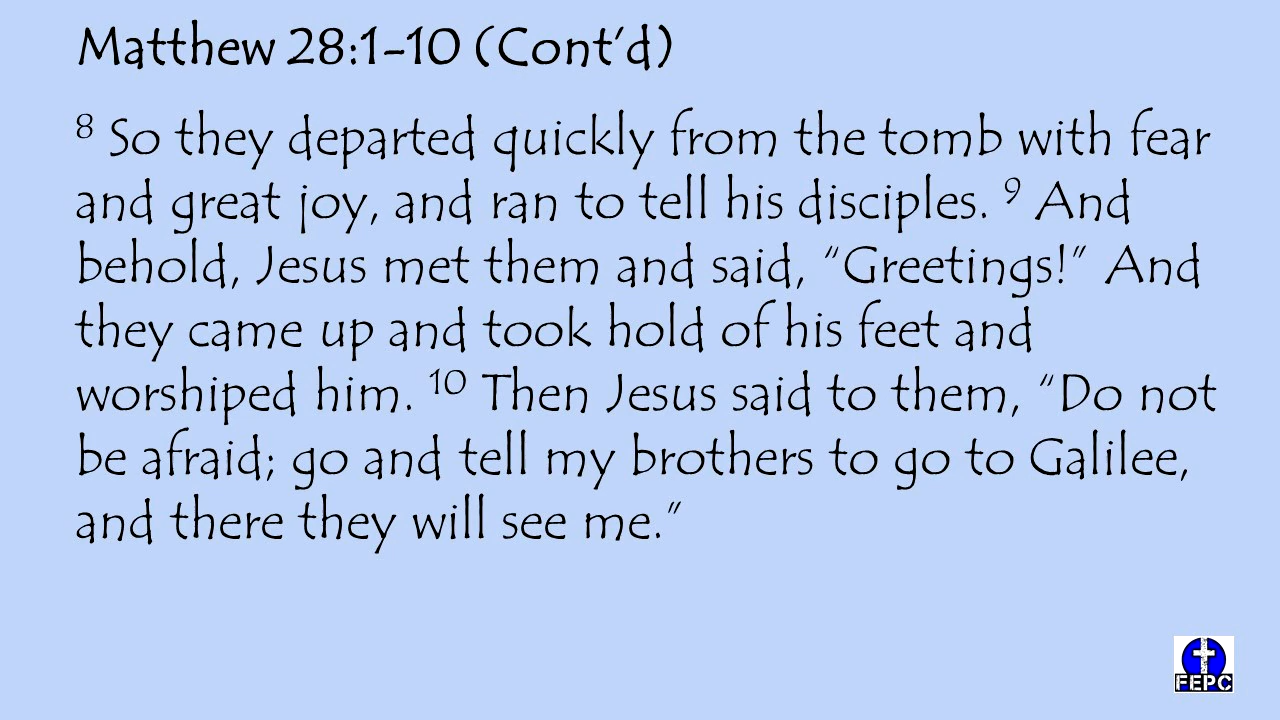 Matthew 28:1-10 (Cont’d)
8 So they departed quickly from the tomb with fear
and great joy, and ran to tell his disciples. 9 And
behold, Jesus met them and said, “Greetings!” And
they came up and took hold of his feet and
worshiped him. 10 Then Jesus said to them, “Do not
be afraid; go and tell my brothers to go to Galilee,
and there they will see me.”
FEPC